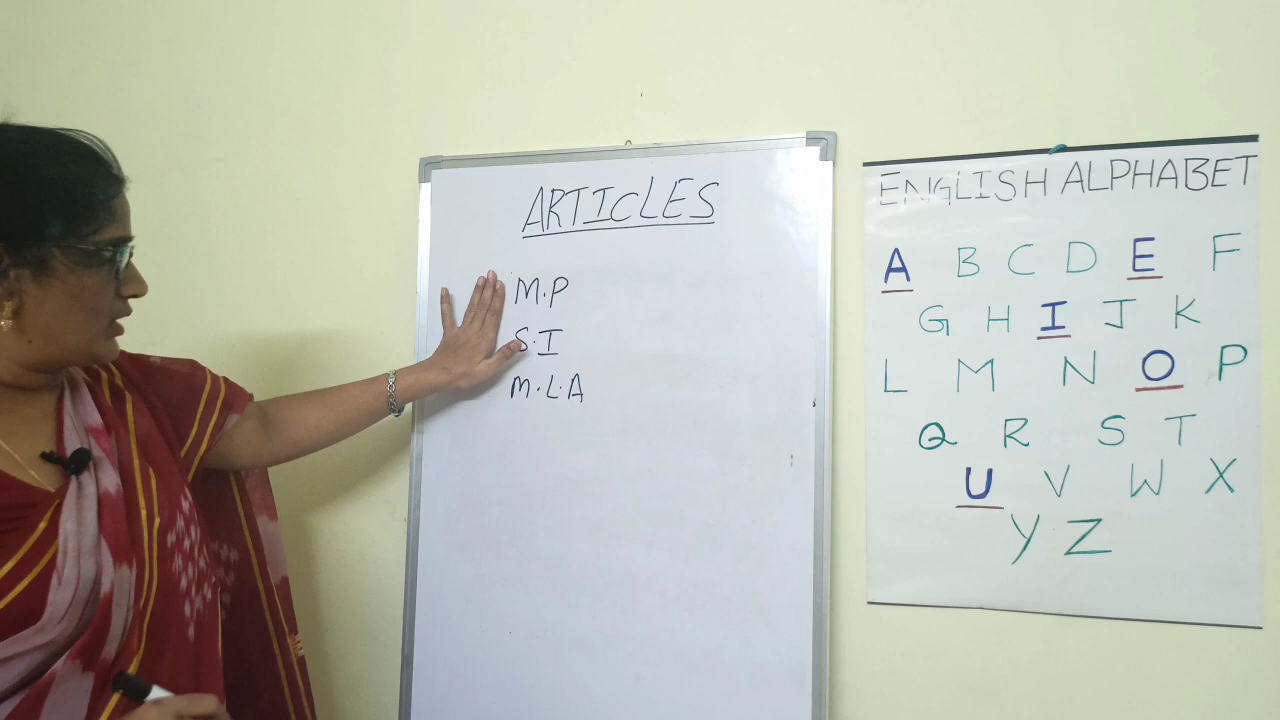 ARTICLES
M.P
S.I
M.L.A
ENGLISH ALPHABET
A B C D E F
G H I J K
L M N O P
Q R S T
U V W X
Y Z